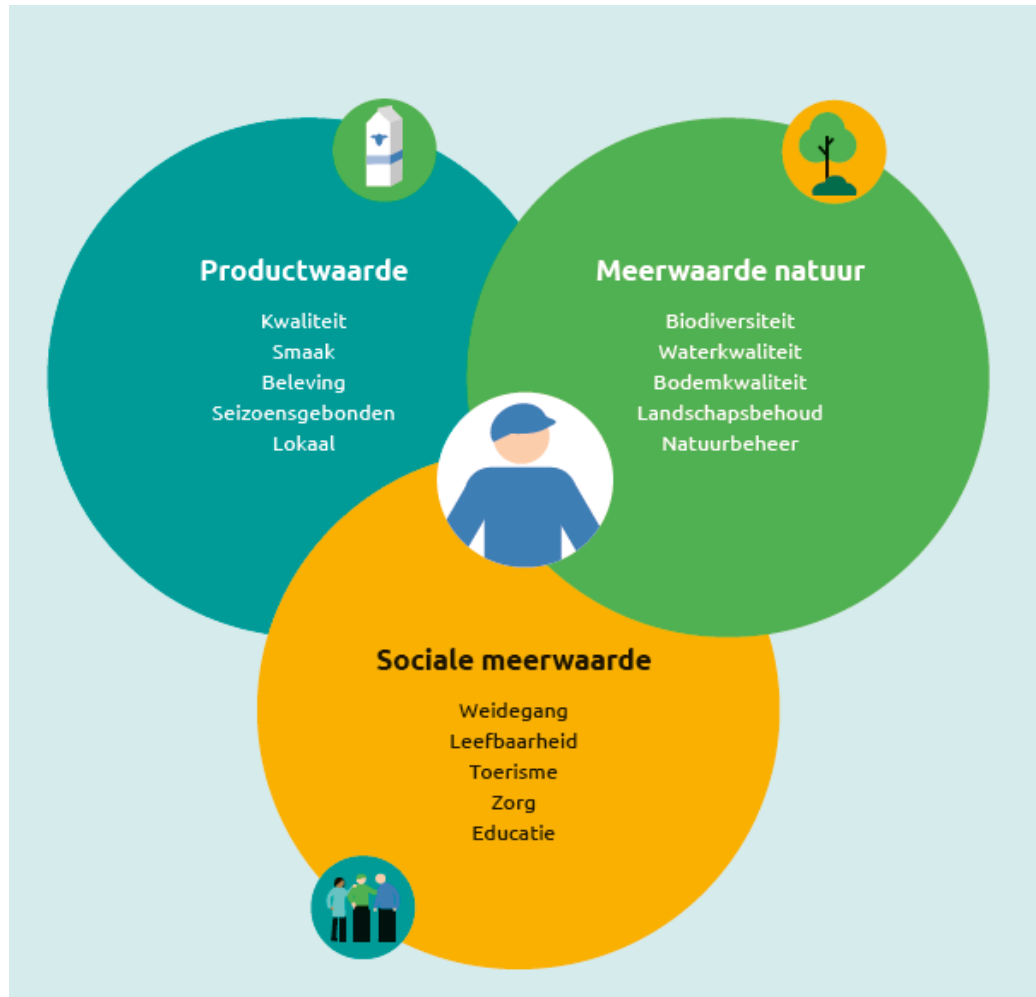 Productwaarde
Kwaliteit
Smaak
Beleving
Seizoensgebonden
Lokaal
Meerwaarde natuur
Biodiversiteit
Waterkwaliteit
Bodemkwaliteit
Landschapsbehoud
Natuurbeheer
Sociale meerwaarde
Weidegang
Leefbaarheid
Toerisme
Zorg
Educatie